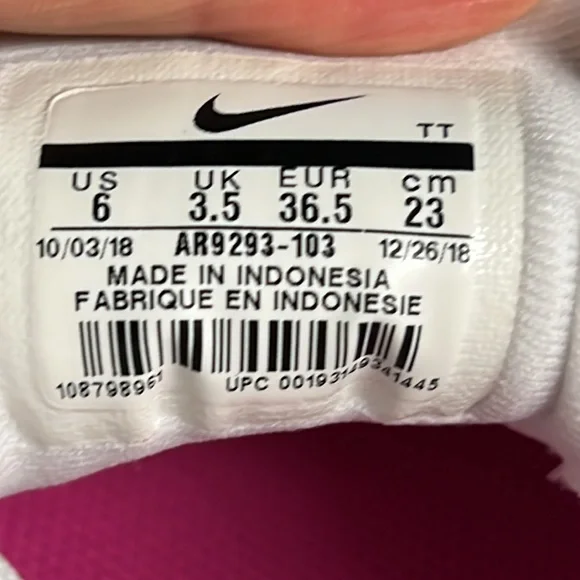 TT
US UK EUR cm
6 3.5 36.5 23
10/03/18 AR9293-103 12/26/18
MADE IN INDONESIA
FABRIQUE EN INDONESIE
UPC